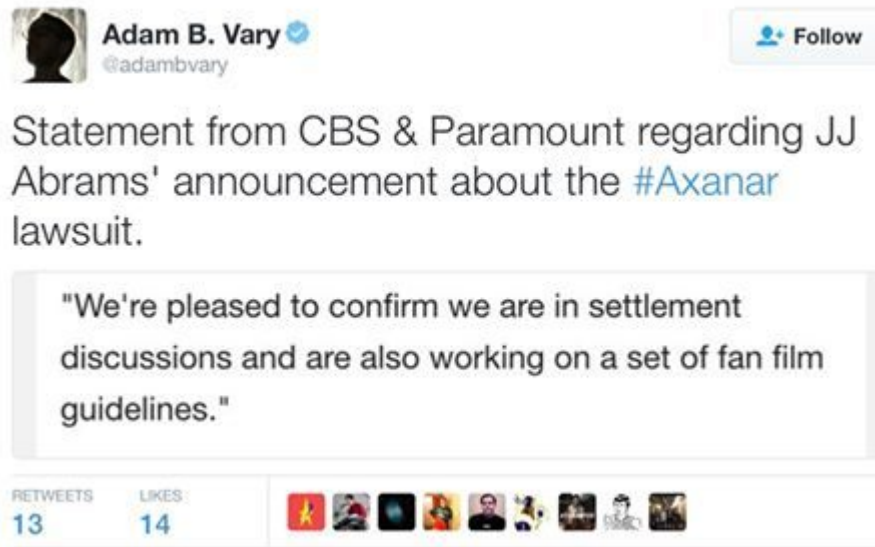 Adam B. Vary
@adambvary
Follow
Statement from CBS & Paramount regarding JJ
Abrams' announcement about the #Axanar
lawsuit.
"We're pleased to confirm we are in settlement
discussions and are also working on a set of fan film
guidelines."
RETWEETS LIKES
13 14